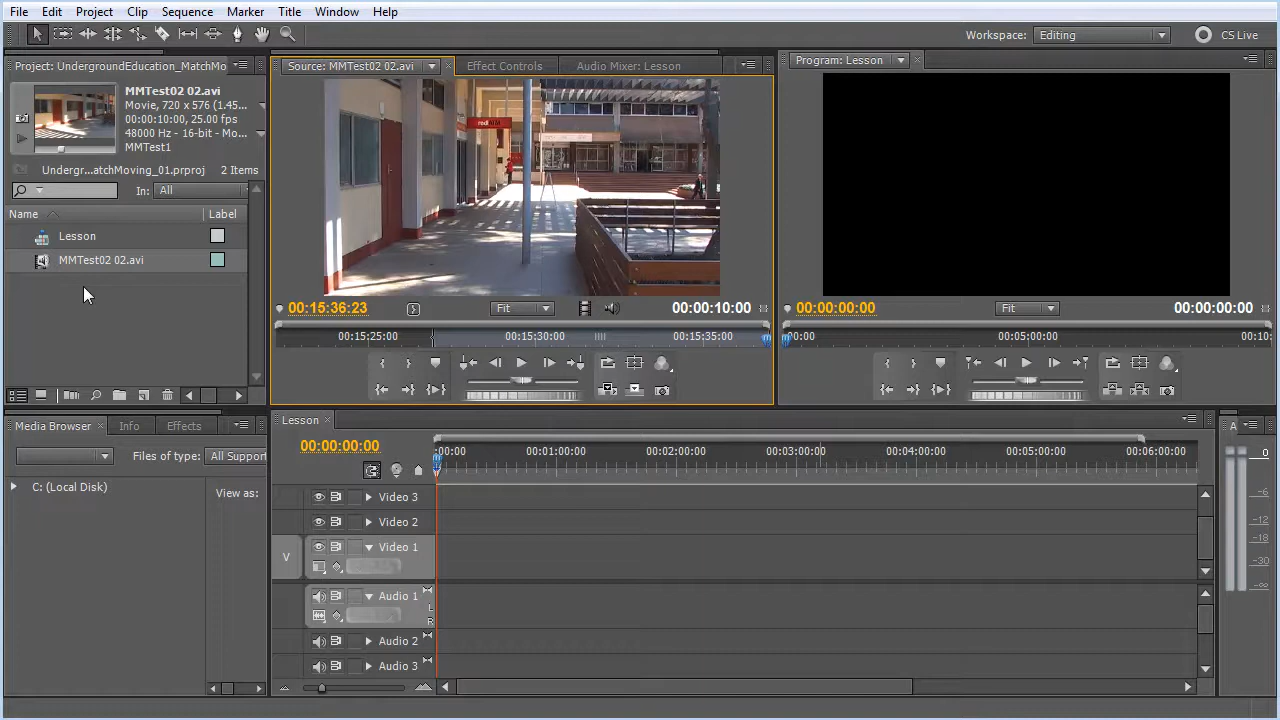 File Edit Project Clip Sequence Marker Title Window Help
Workspace: Editing CS Live
Project: UndergroundEducation_MatchMo
MMTest02 02.avi
Movie, 720 x 576 (1.45...
00:00:10:00, 25.00 fps
48000 Hz - 16-bit - Mo...
MMTest1
Undergr...atchMoving_01.prproj 2 Items
In: All
Name Label
Lesson
MMTest02 02.avi
Source: MMTest02 02.avi Effect Controls Audio Mixer: Lesson
redMM
00:15:36:23 Fit 00:00:10:00
00:15:25:00 00:15:30:00 00:15:35:00
Program: Lesson
00:00:00:00 Fit 00:00:00:00
00:00 00:05:00:00 00:10:
Media Browser Info Effects
Files of type: All Support
C: (Local Disk)
View as:
Lesson
00:00:00:00
:00:00 00:01:00:00 00:02:00:00 00:03:00:00 00:04:00:00 00:05:00:00 00:06:00:00
Video 3
Video 2
V Video 1
Audio 1
L
R
Audio 2
Audio 3
A
0
-6
-12
-18
-30
-∞